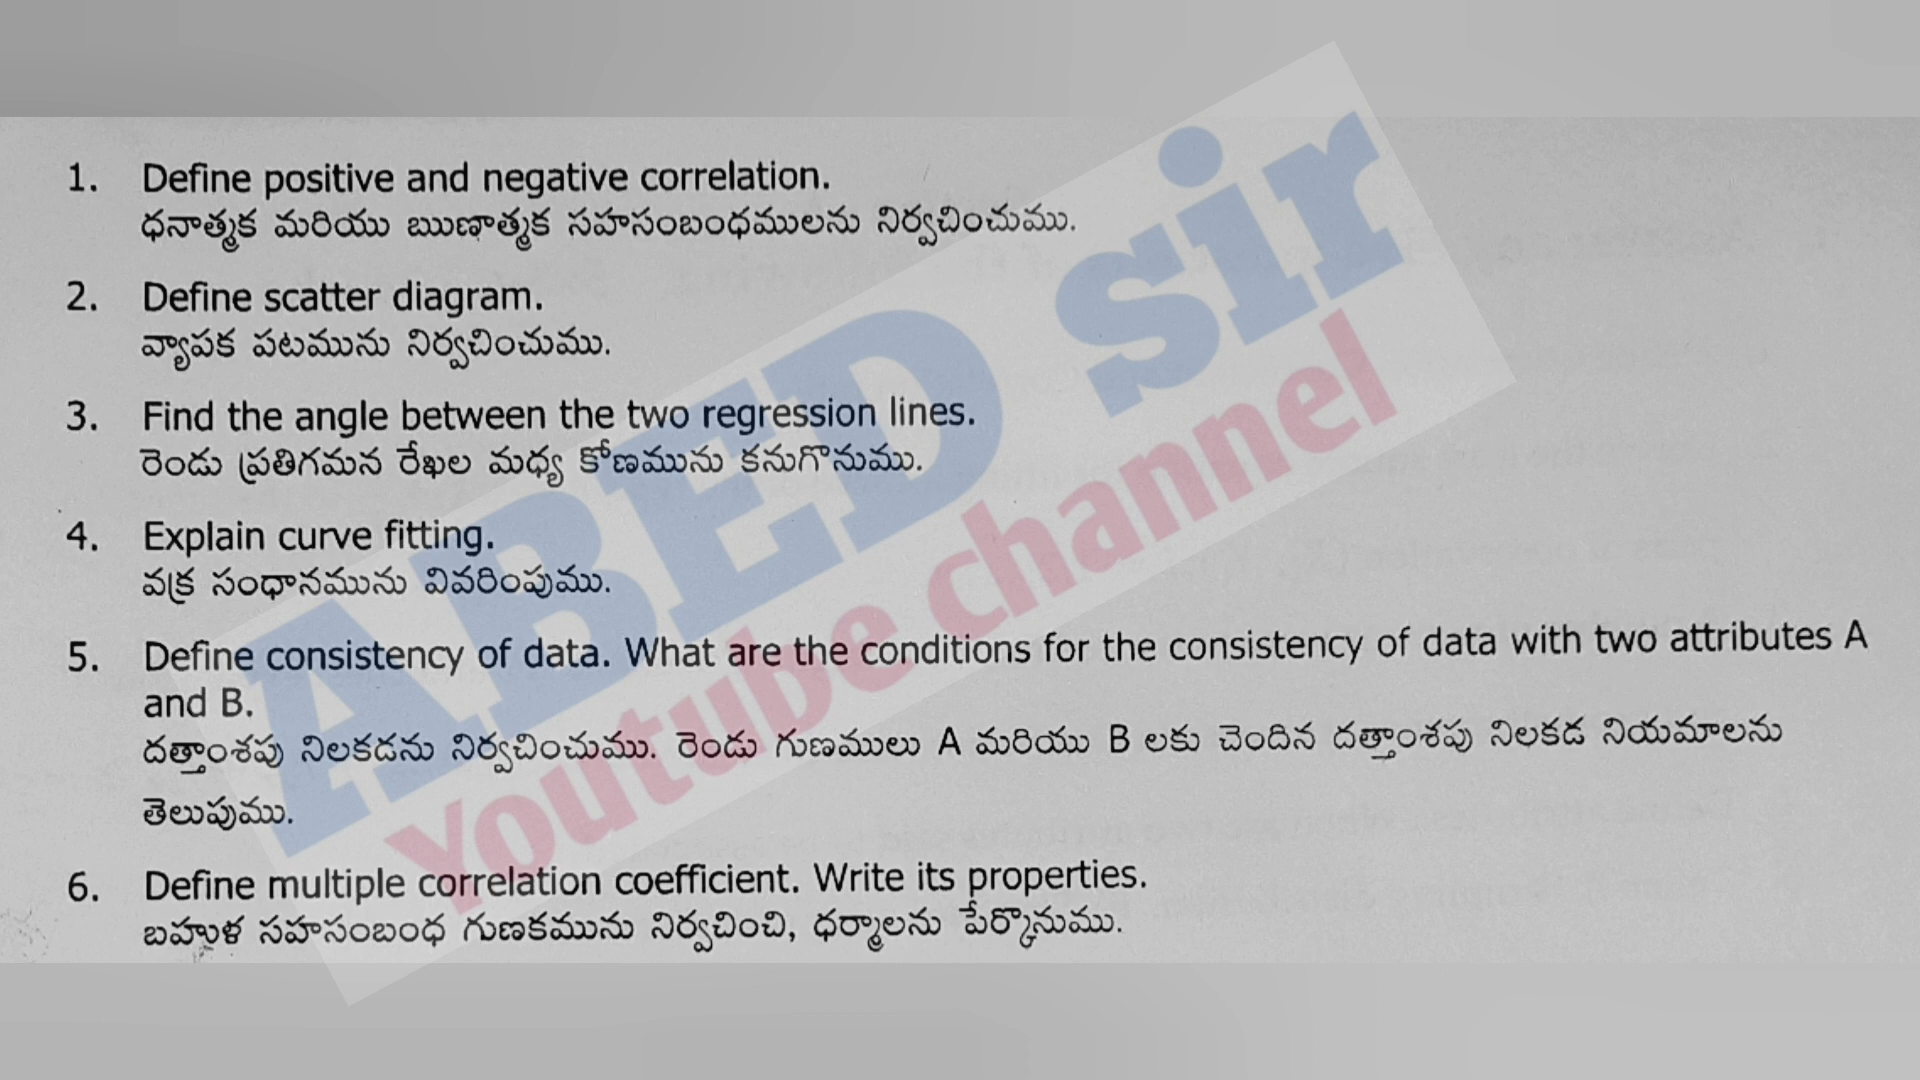 1. Define positive and negative correlation.
ధనాత్మక మరియు ఋణాత్మక సహసంబంధములను నిర్వచించుము.
2. Define scatter diagram.
వ్యాపక పటమును నిర్వచించుము.
3. Find the angle between the two regression lines.
రెండు ప్రతిగమన రేఖల మధ్య కోణమును కనుగొనుము.
4. Explain curve fitting.
వక్ర సంధానమును వివరింపుము.
5. Define consistency of data. What are the conditions for the consistency of data with two attributes A
and B.
దత్తాంశపు నిలకడను నిర్వచించుము. రెండు గుణములు A మరియు B లకు చెందిన దత్తాంశపు నిలకడ నియమాలను
తెలుపుము.
6. Define multiple correlation coefficient. Write its properties.
బహుళ సహసంబంధ గుణకమును నిర్వచించి, ధర్మాలను పేర్కొనుము.
ABED sir
Youtube channel